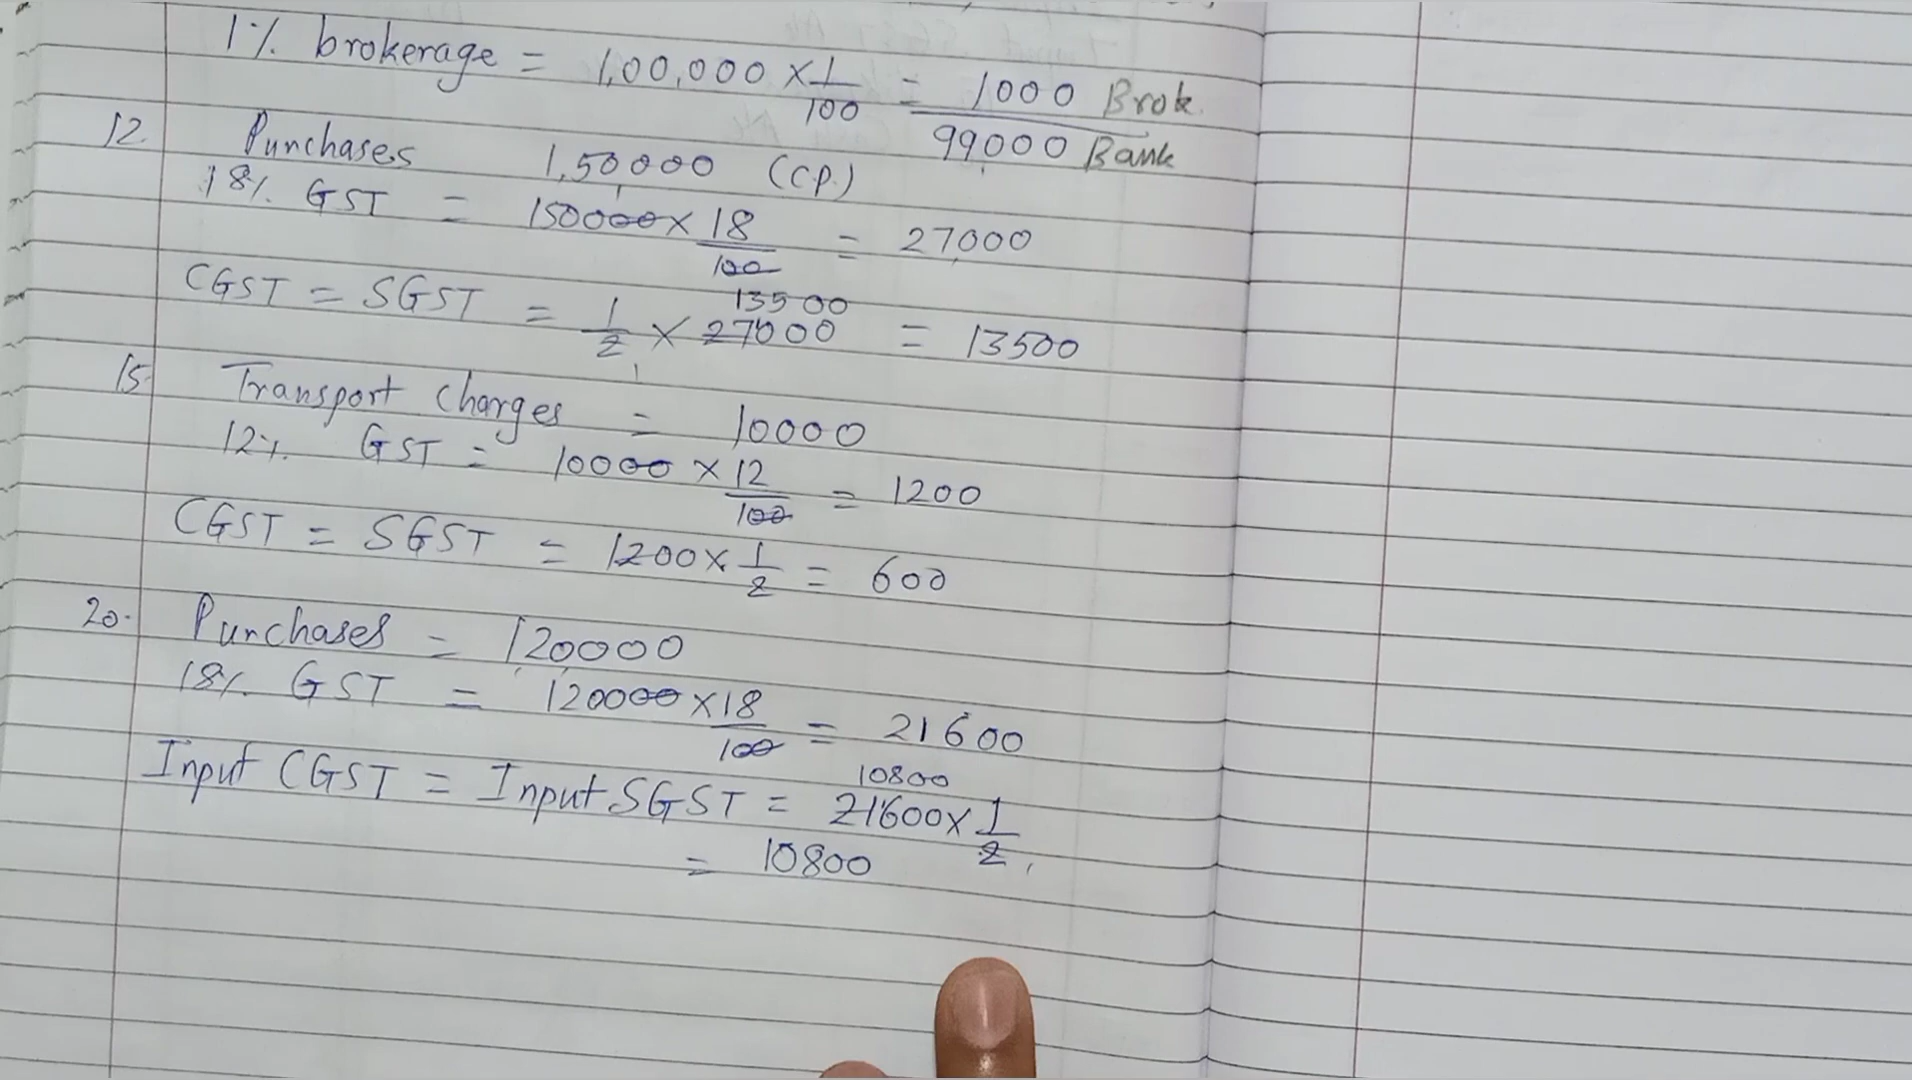 1% brokerage = 1,00,000 × 1/100 = 1000 Brok.
99000 Bank
12. Purchases 1,50000 (CP.)
18% GST = 150000 × 18/100 = 27000
CGST = SGST = 1/2 × 27000 = 13500
13500
15. Transport charges = 10000
12% GST = 10000 × 12/100 = 1200
CGST = SGST = 1200 × 1/2 = 600
20. Purchases = 120000
18% GST = 120000 × 18/100 = 21600
10800
Input CGST = Input SGST = 21600 × 1/2
= 10800